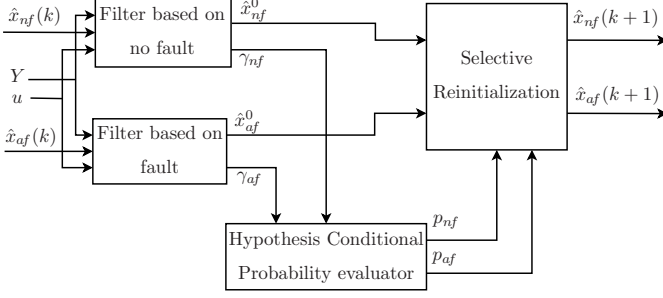 x̂_nf(k)
Y
u
x̂_af(k)
Filter based on
no fault
Filter based on
fault
x̂⁰_nf
γ_nf
x̂⁰_af
γ_af
Hypothesis Conditional
Probability evaluator
p_nf
p_af
Selective
Reinitialization
x̂_nf(k+1)
x̂_af(k+1)